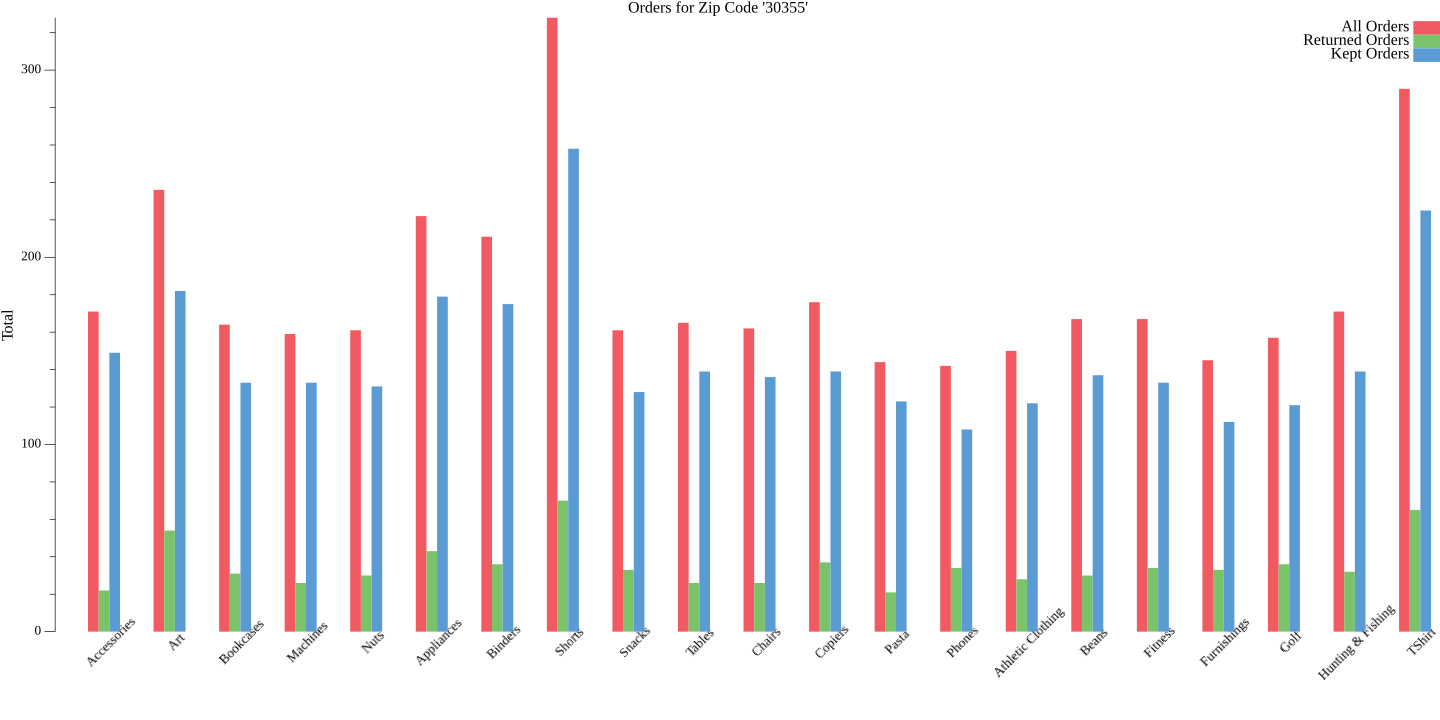 Orders for Zip Code '30355'
All Orders
Returned Orders
Kept Orders
Total
300
200
100
0
Accessories
Art
Bookcases
Machines
Nuts
Appliances
Binders
Shorts
Snacks
Tables
Chairs
Copiers
Pasta
Phones
Athletic Clothing
Beans
Fitness
Furnishings
Golf
Hunting & Fishing
TShirt